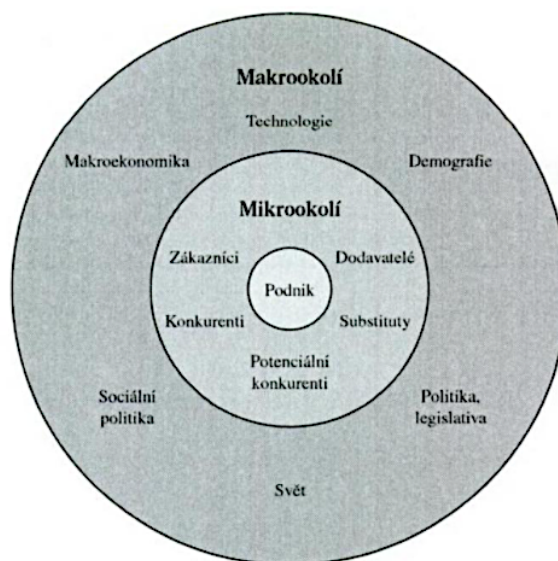 Makrookolí
Technologie
Makroekonomika
Demografie
Mikrookolí
Zákazníci
Dodavatelé
Podnik
Konkurenti
Substituty
Potenciální
konkurenti
Sociální
politika
Politika,
legislativa
Svět